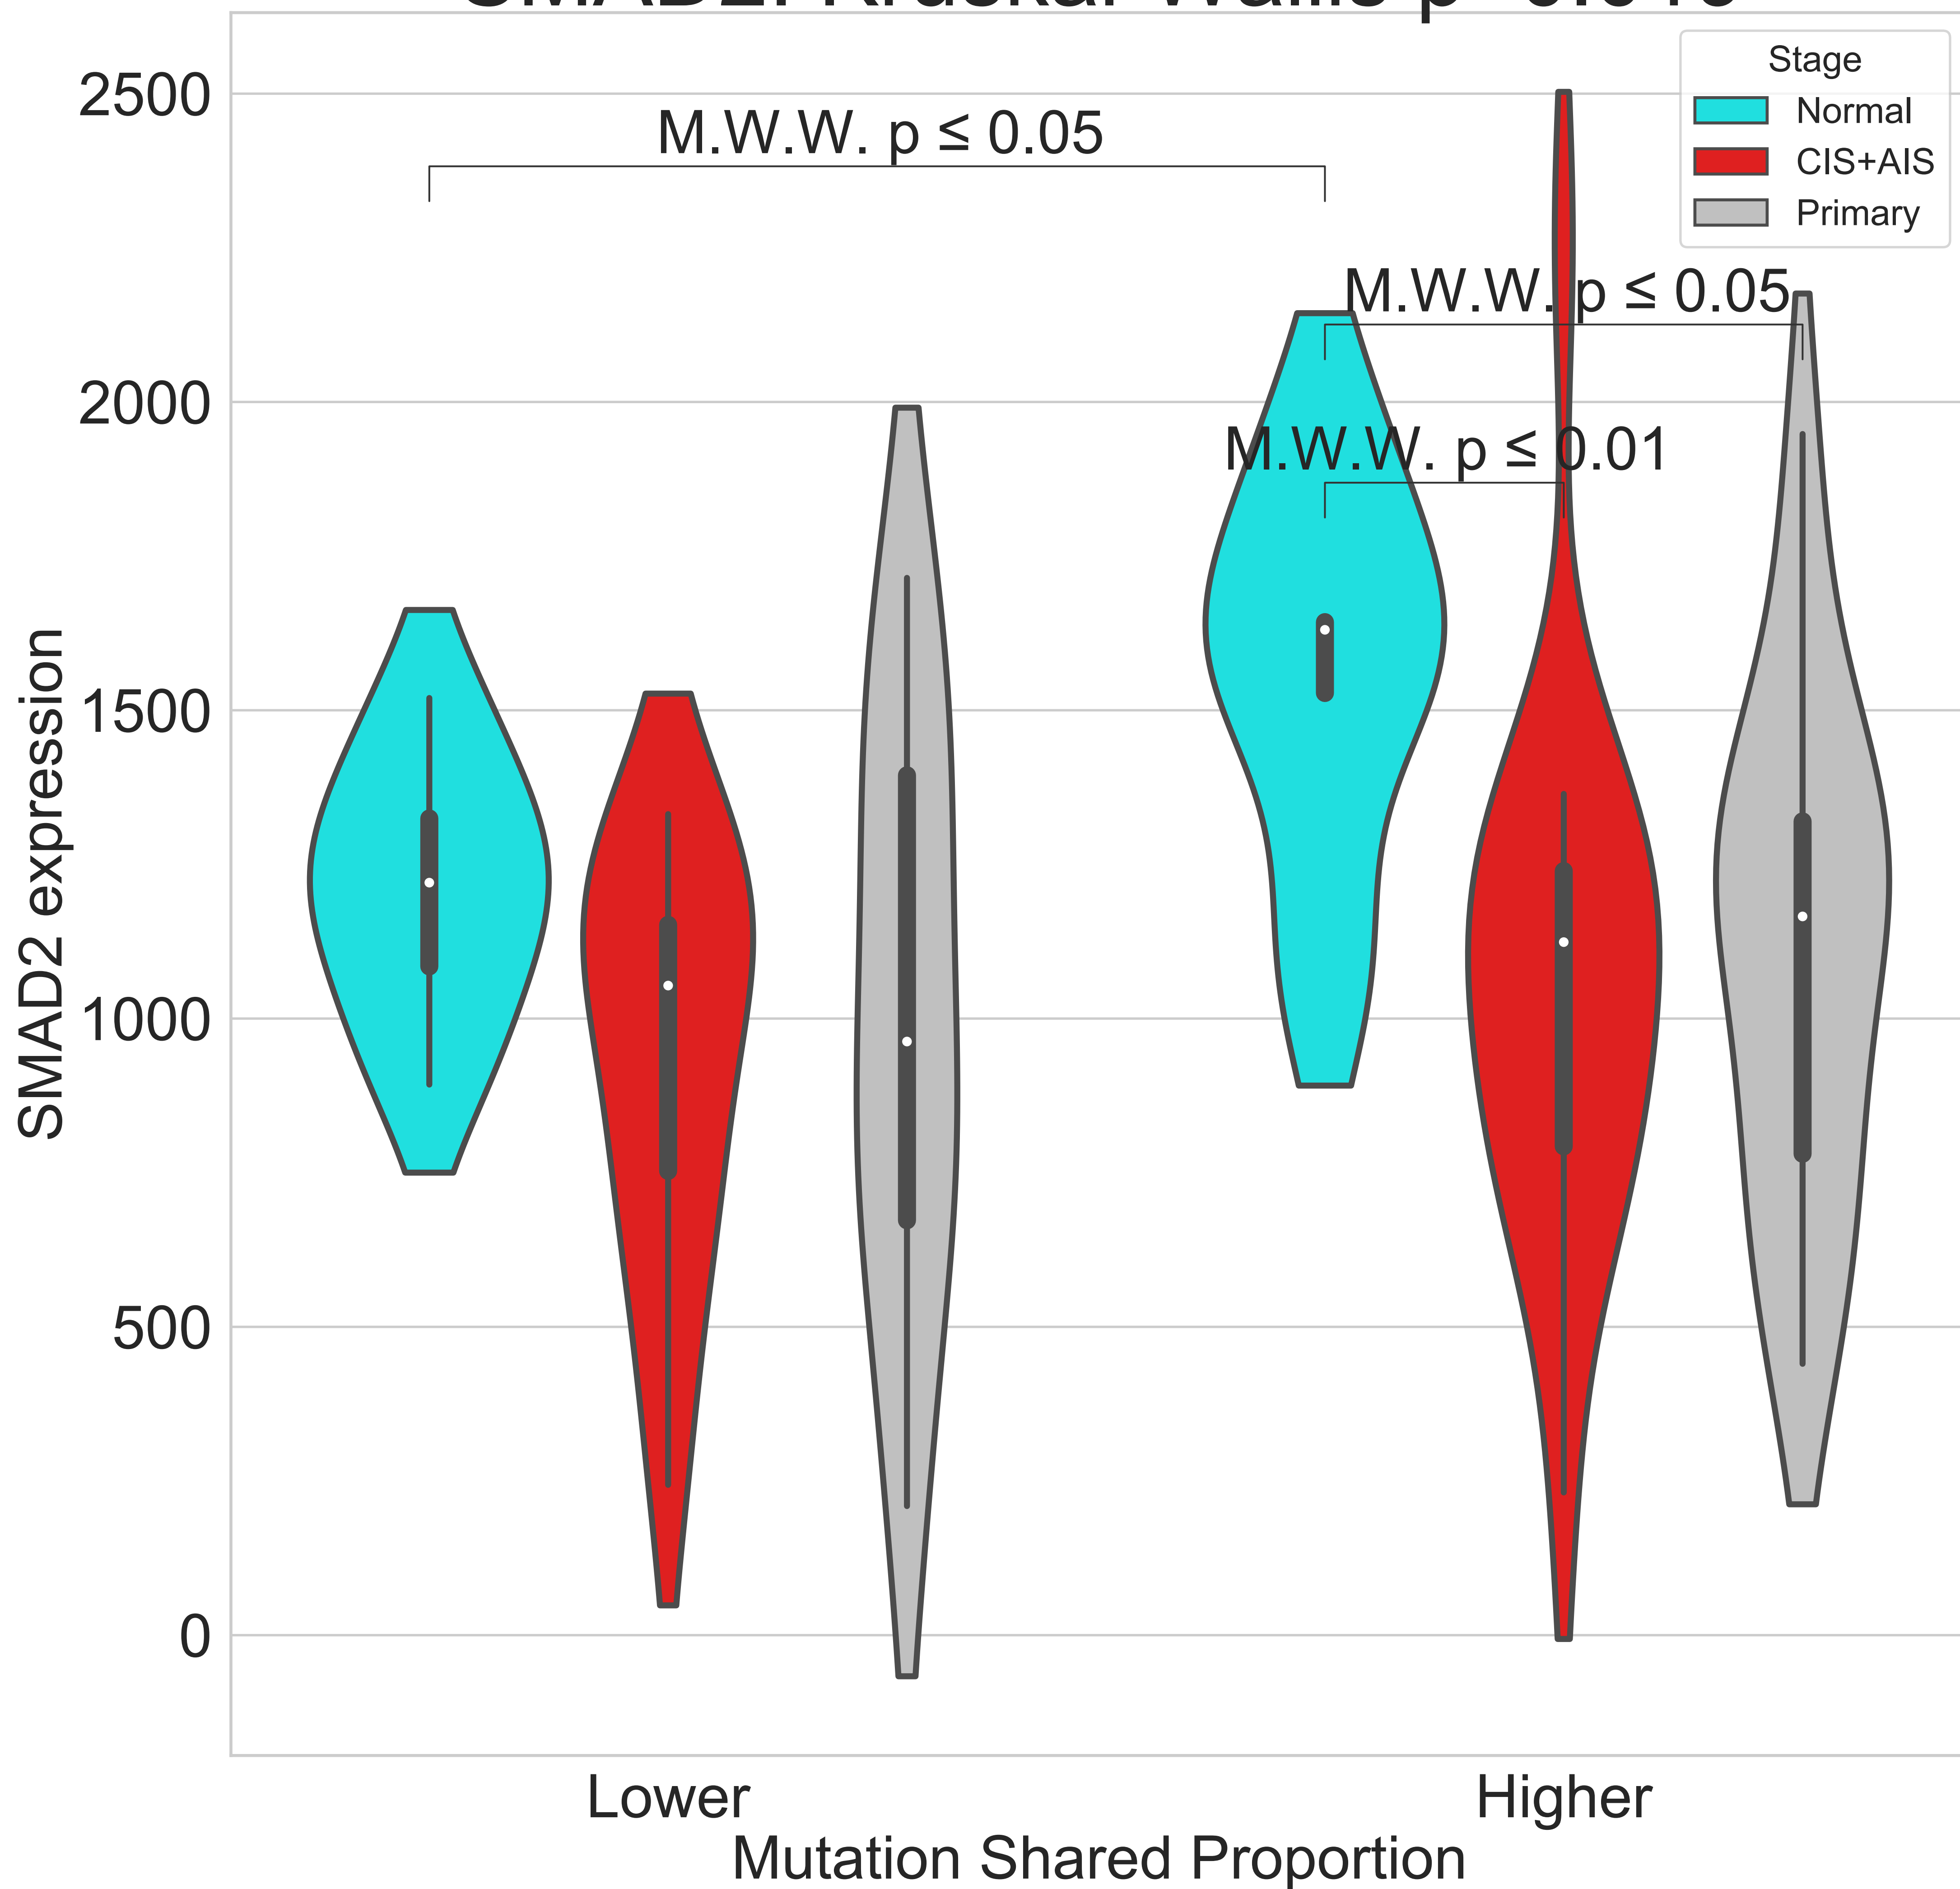 Stage
Normal
CIS+AIS
Primary
2500
2000
1500
1000
500
0
SMAD2 expression
M.W.W. p ≤ 0.05
M.W.W. p ≤ 0.05
M.W.W. p ≤ 0.01
Lower
Higher
Mutation Shared Proportion